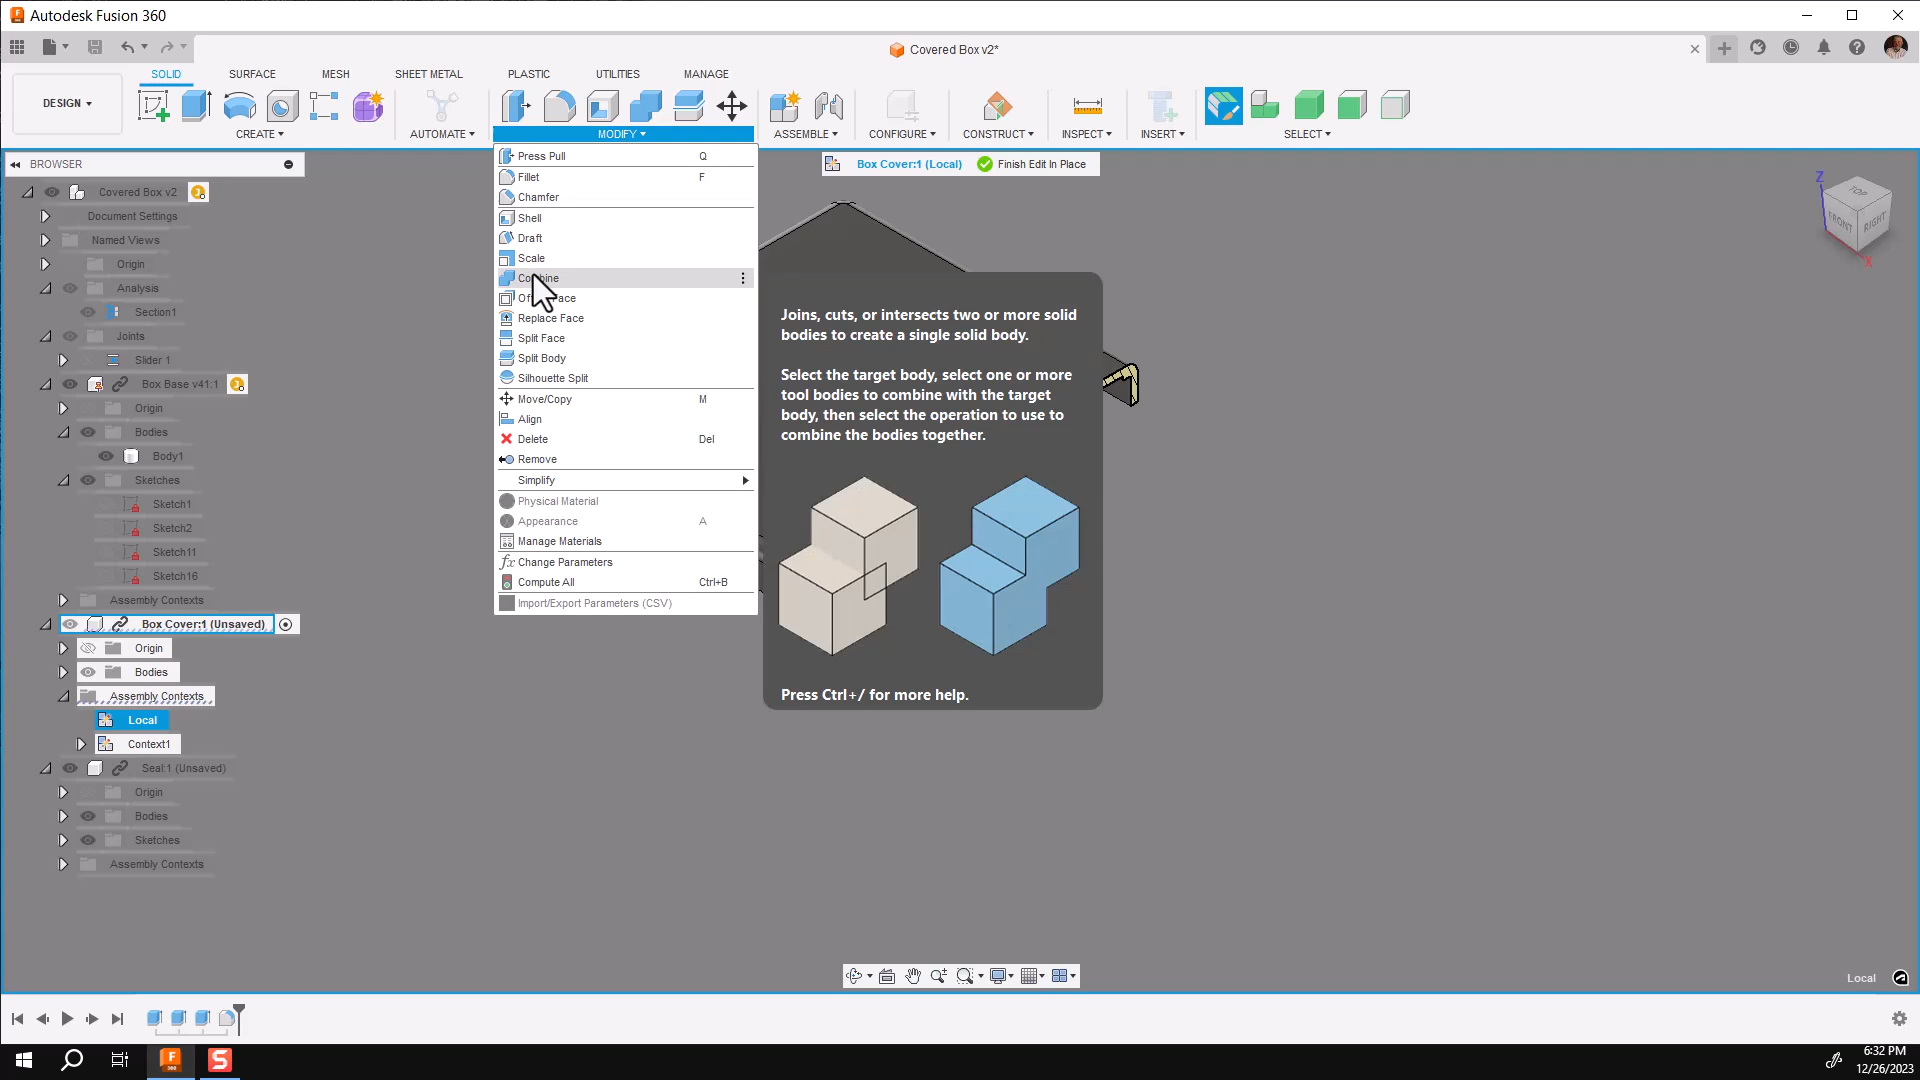 Autodesk Fusion 360
Covered Box v2*
DESIGN
SOLID
SURFACE
MESH
SHEET METAL
PLASTIC
UTILITIES
MANAGE
CREATE
AUTOMATE
MODIFY
ASSEMBLE
CONFIGURE
CONSTRUCT
INSPECT
INSERT
SELECT
BROWSER
Covered Box v2
Document Settings
Named Views
Origin
Analysis
Section1
Joints
Slider 1
Box Base v41:1
Origin
Bodies
Body1
Sketches
Sketch1
Sketch2
Sketch11
Sketch16
Assembly Contexts
Box Cover:1 (Unsaved)
Origin
Bodies
Assembly Contexts
Local
Context1
Seal:1 (Unsaved)
Origin
Bodies
Sketches
Assembly Contexts
Press Pull Q
Fillet F
Chamfer
Shell
Draft
Scale
Combine
Offset Face
Replace Face
Split Face
Split Body
Silhouette Split
Move/Copy M
Align
Delete Del
Remove
Simplify
Physical Material
Appearance A
Manage Materials
Change Parameters
Compute All Ctrl+B
Import/Export Parameters (CSV)
Box Cover:1 (Local) Finish Edit In Place
Joins, cuts, or intersects two or more solid
bodies to create a single solid body.
Select the target body, select one or more
tool bodies to combine with the target
body, then select the operation to use to
combine the bodies together.
Press Ctrl+/ for more help.
Z
TOP
FRONT
RIGHT
X
Local
F
360
S
6:32 PM
12/26/2023